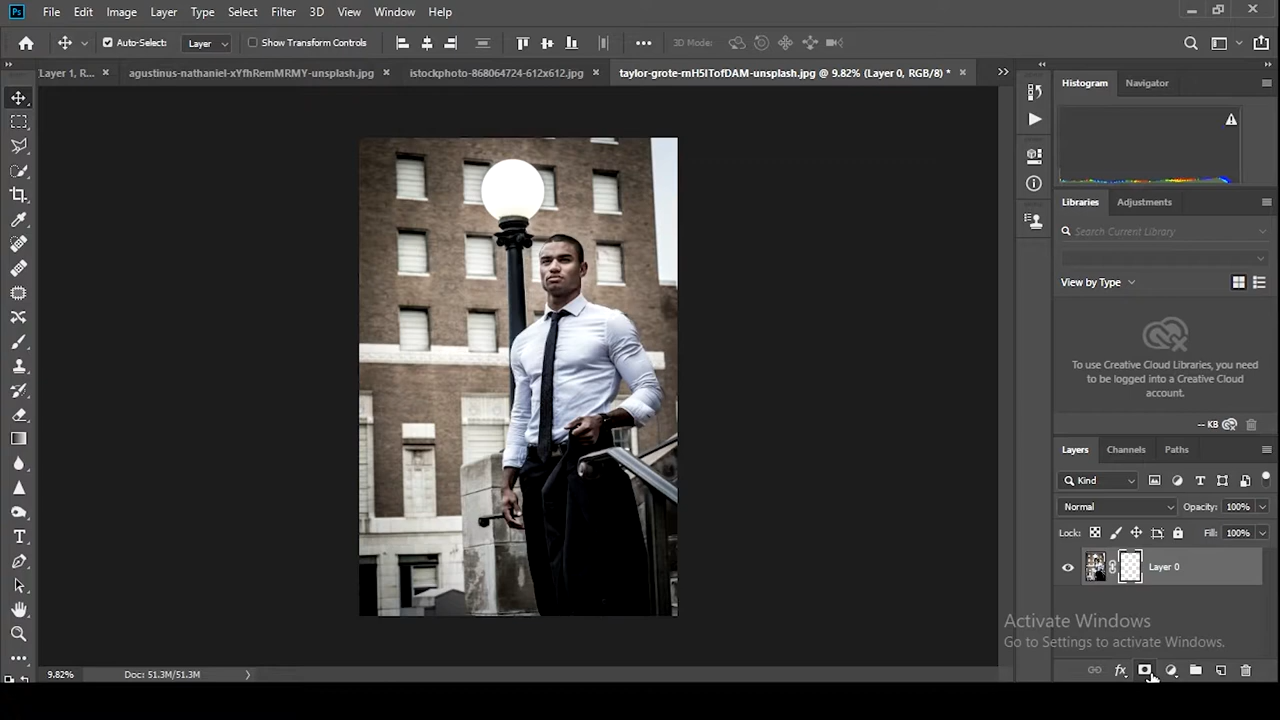 Ps File Edit Image Layer Type Select Filter 3D View Window Help
Auto-Select: Layer Show Transform Controls 3D Mode:
Layer 1, R... agustinus-nathaniel-xYfhRemMRMY-unsplash.jpg istockphoto-868064724-612x612.jpg taylor-grote-mH5ITofDAM-unsplash.jpg @ 9.82% (Layer 0, RGB/8) *
Histogram Navigator
Libraries Adjustments
Search Current Library
View by Type
To use Creative Cloud Libraries, you need
to be logged into a Creative Cloud
account.
-- KB
Layers Channels Paths
Kind
Normal Opacity: 100%
Lock: Fill: 100%
Layer 0
Activate Windows
Go to Settings to activate Windows.
fx
9.82% Doc: 51.3M/51.3M